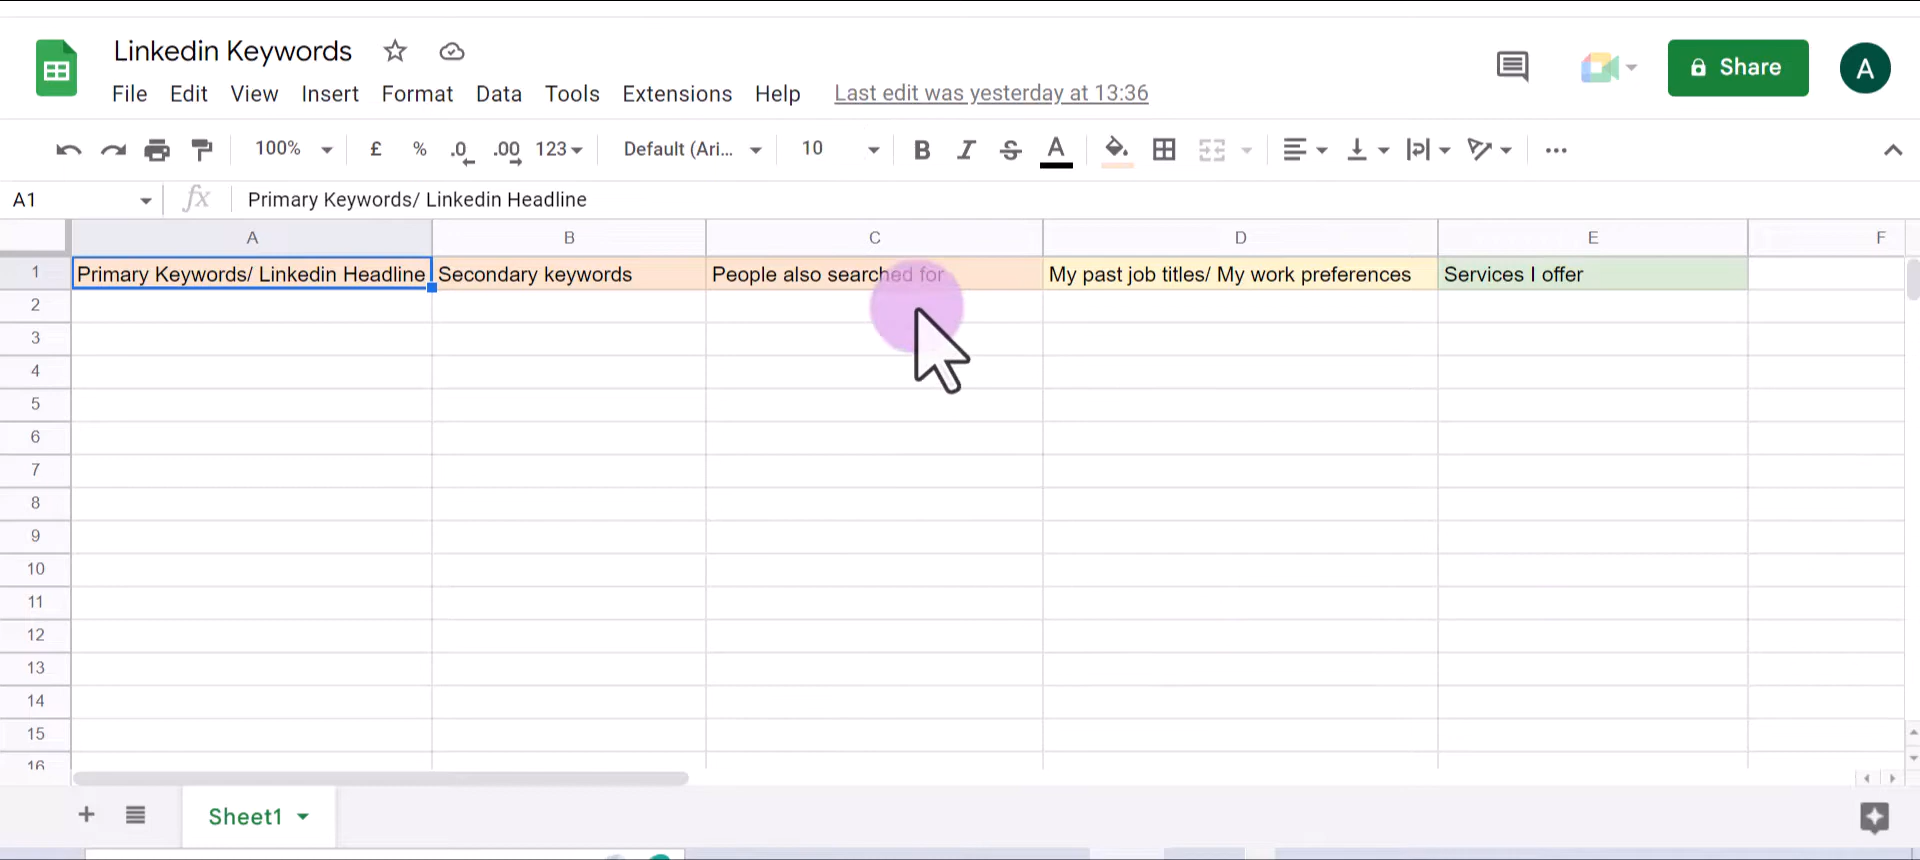 Linkedin Keywords
File Edit View Insert Format Data Tools Extensions Help Last edit was yesterday at 13:36
Share
A
100% £ % .0 .00 123 Default (Ari... 10 B I S A
A1 fx Primary Keywords/ Linkedin Headline
A B C D E F
1 Primary Keywords/ Linkedin Headline Secondary keywords People also searched for My past job titles/ My work preferences Services I offer
2
3
4
5
6
7
8
9
10
11
12
13
14
15
16
Sheet1